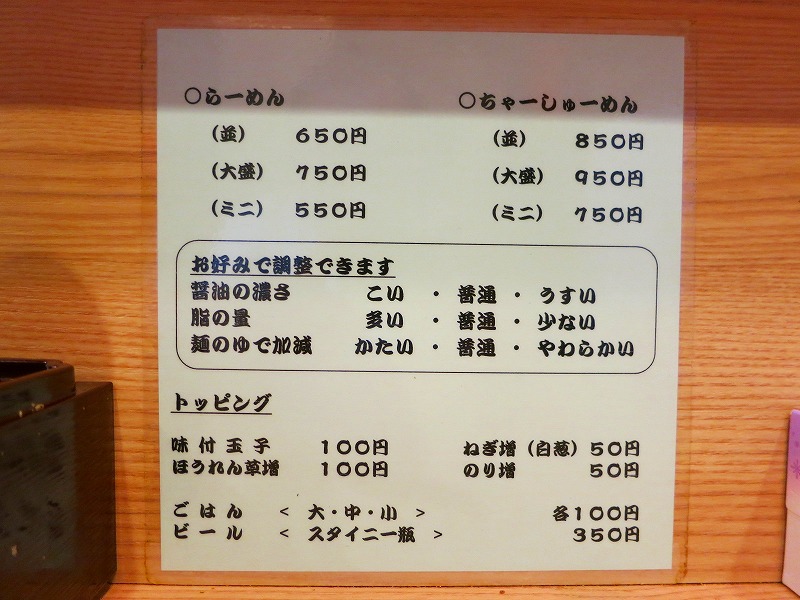 ○らーめん ○ちゃーしゅーめん
(並) 650円 (並) 850円
(大盛) 750円 (大盛) 950円
(ミニ) 550円 (ミニ) 750円
お好みで調整できます
醤油の濃さ こい ・ 普通 ・ うすい
脂の量 多い ・ 普通 ・少ない
麺のゆで加減 かたい ・ 普通 ・ やわらかい
トッピング
味付玉子 100円 ねぎ増(白葱)50円
ほうれん草増 100円 のり増 50円
ごはん < 大・中・小 > 各100円
ビール < スタイニー瓶 > 350円